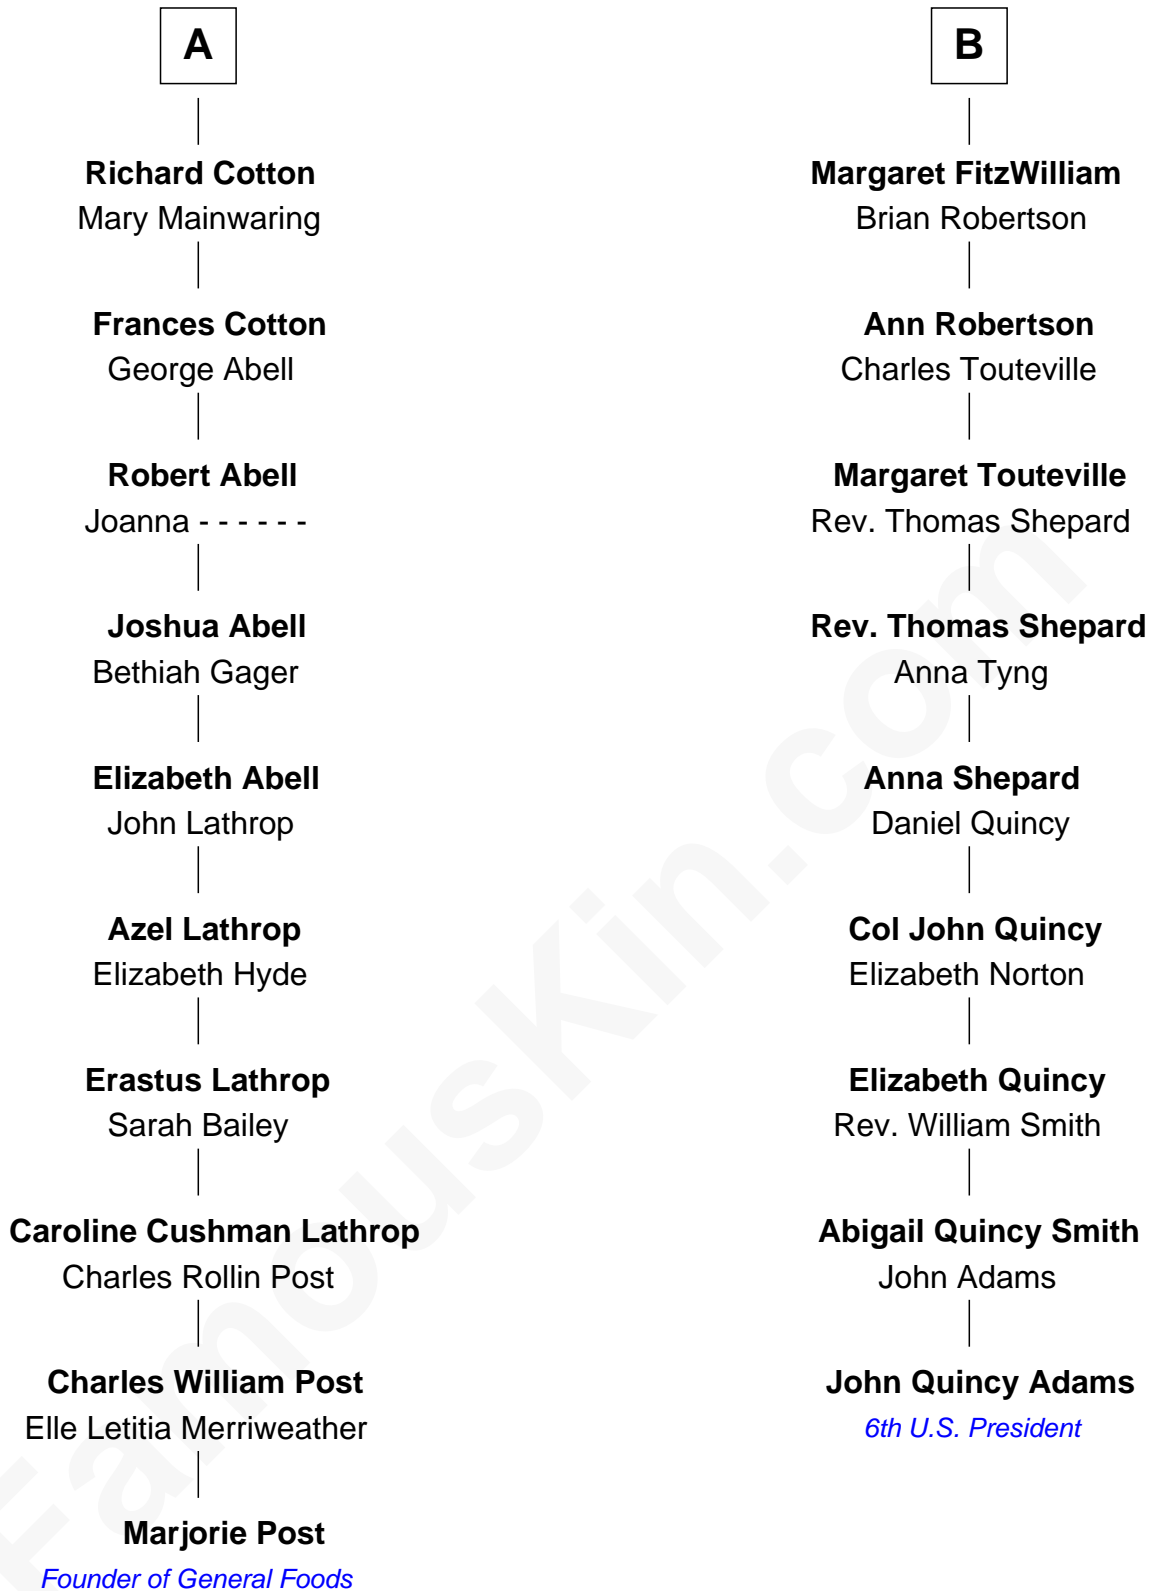 A
Richard Cotton
Mary Mainwaring
Frances Cotton
George Abell
Robert Abell
Joanna - - - - - -
Joshua Abell
Bethiah Gager
Elizabeth Abell
John Lathrop
Azel Lathrop
Elizabeth Hyde
Erastus Lathrop
Sarah Bailey
Caroline Cushman Lathrop
Charles Rollin Post
Charles William Post
Elle Letitia Merriweather
Marjorie Post
Founder of General Foods
B
Margaret FitzWilliam
Brian Robertson
Ann Robertson
Charles Touteville
Margaret Touteville
Rev. Thomas Shepard
Rev. Thomas Shepard
Anna Tyng
Anna Shepard
Daniel Quincy
Col John Quincy
Elizabeth Norton
Elizabeth Quincy
Rev. William Smith
Abigail Quincy Smith
John Adams
John Quincy Adams
6th U.S. President
FamousKin.com